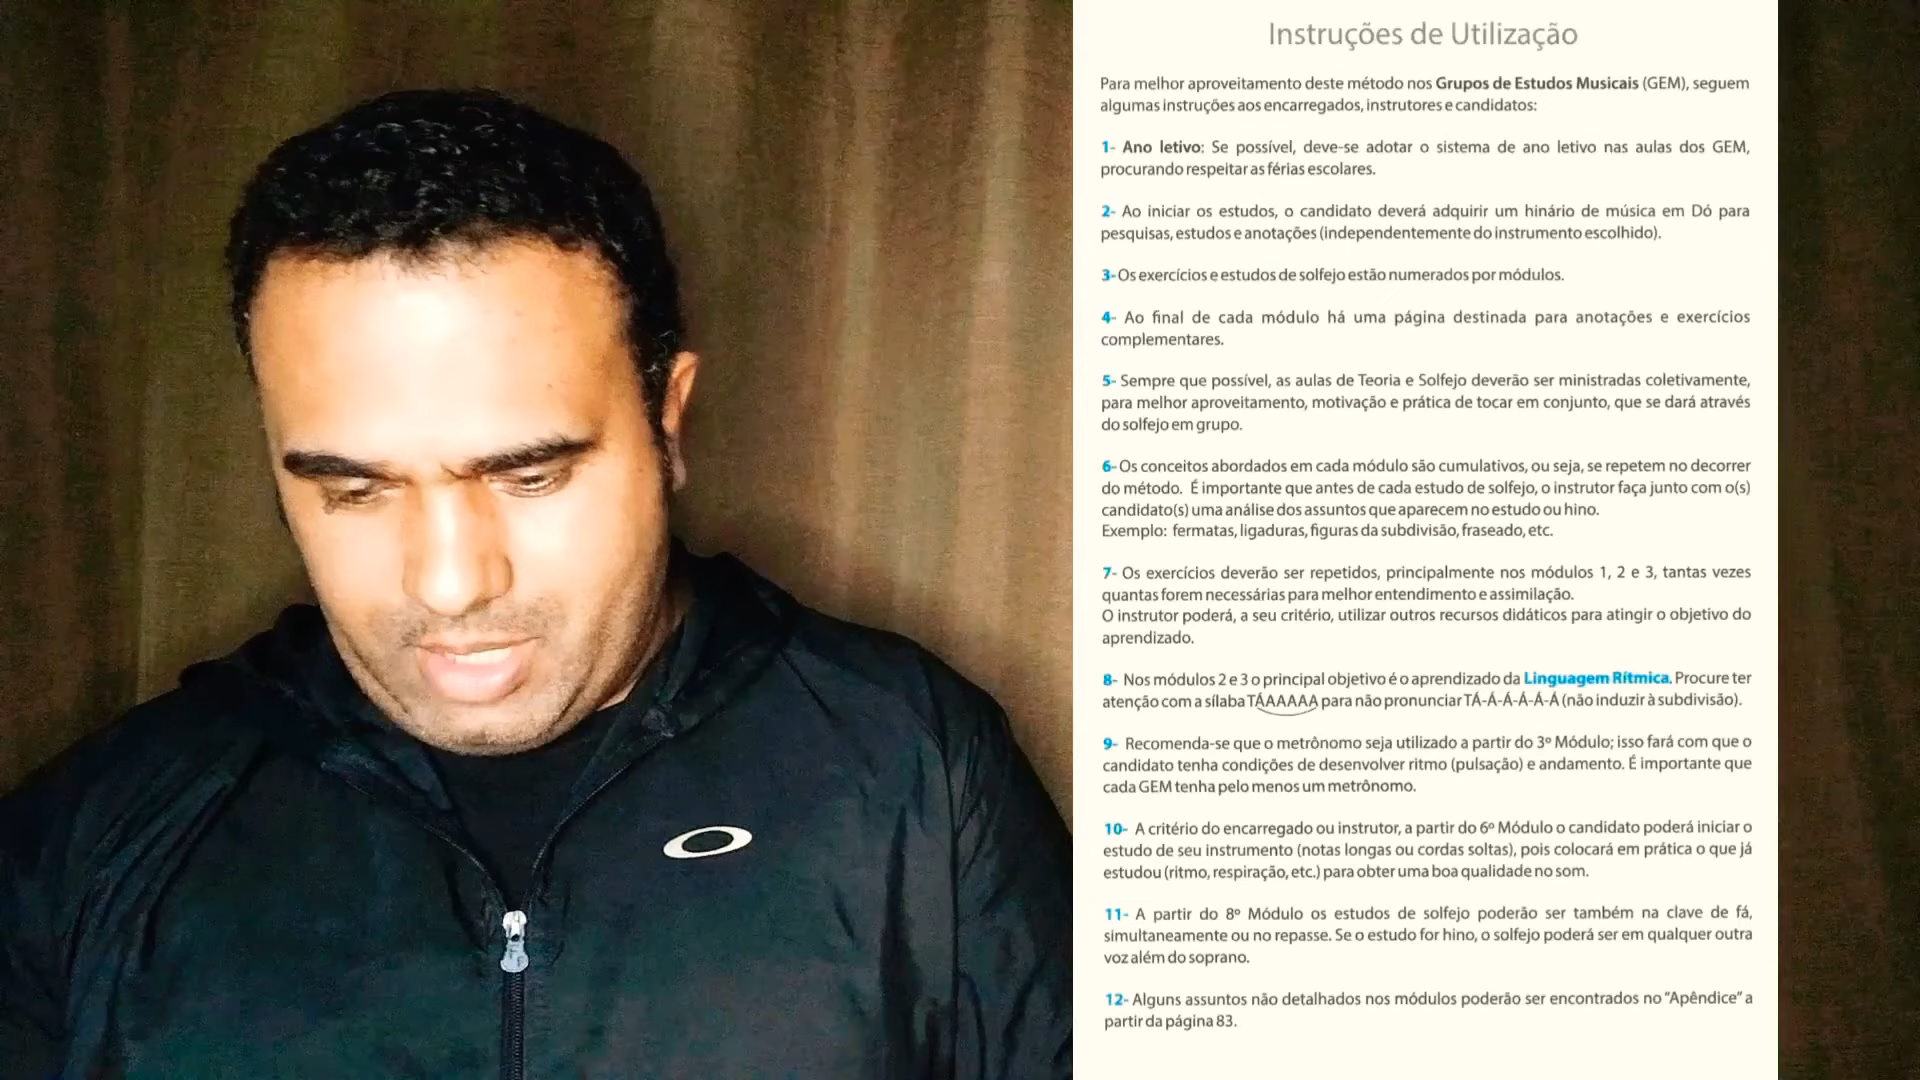 Instruções de Utilização
Para melhor aproveitamento deste método nos Grupos de Estudos Musicais (GEM), seguem
algumas instruções aos encarregados, instrutores e candidatos:
1- Ano letivo: Se possível, deve-se adotar o sistema de ano letivo nas aulas dos GEM,
procurando respeitar as férias escolares.
2- Ao iniciar os estudos, o candidato deverá adquirir um hinário de música em Dó para
pesquisas, estudos e anotações (independentemente do instrumento escolhido).
3- Os exercícios e estudos de solfejo estão numerados por módulos.
4- Ao final de cada módulo há uma página destinada para anotações e exercícios
complementares.
5- Sempre que possível, as aulas de Teoria e Solfejo deverão ser ministradas coletivamente,
para melhor aproveitamento, motivação e prática de tocar em conjunto, que se dará através
do solfejo em grupo.
6- Os conceitos abordados em cada módulo são cumulativos, ou seja, se repetem no decorrer
do método. É importante que antes de cada estudo de solfejo, o instrutor faça junto com o(s)
candidato(s) uma análise dos assuntos que aparecem no estudo ou hino.
Exemplo: fermatas, ligaduras, figuras da subdivisão, fraseado, etc.
7- Os exercícios deverão ser repetidos, principalmente nos módulos 1, 2 e 3, tantas vezes
quantas forem necessárias para melhor entendimento e assimilação.
O instrutor poderá, a seu critério, utilizar outros recursos didáticos para atingir o objetivo do
aprendizado.
8- Nos módulos 2 e 3 o principal objetivo é o aprendizado da Linguagem Rítmica. Procure ter
atenção com a sílaba TÁAAAAA para não pronunciar TÁ-Á-Á-Á-Á-Á (não induzir à subdivisão).
9- Recomenda-se que o metrônomo seja utilizado a partir do 3º Módulo; isso fará com que o
candidato tenha condições de desenvolver ritmo (pulsação) e andamento. É importante que
cada GEM tenha pelo menos um metrônomo.
10- A critério do encarregado ou instrutor, a partir do 6º Módulo o candidato poderá iniciar o
estudo de seu instrumento (notas longas ou cordas soltas), pois colocará em prática o que já
estudou (ritmo, respiração, etc.) para obter uma boa qualidade no som.
11- A partir do 8º Módulo os estudos de solfejo poderão ser também na clave de fá,
simultaneamente ou no repasse. Se o estudo for hino, o solfejo poderá ser em qualquer outra
voz além do soprano.
12- Alguns assuntos não detalhados nos módulos poderão ser encontrados no "Apêndice" a
partir da página 83.